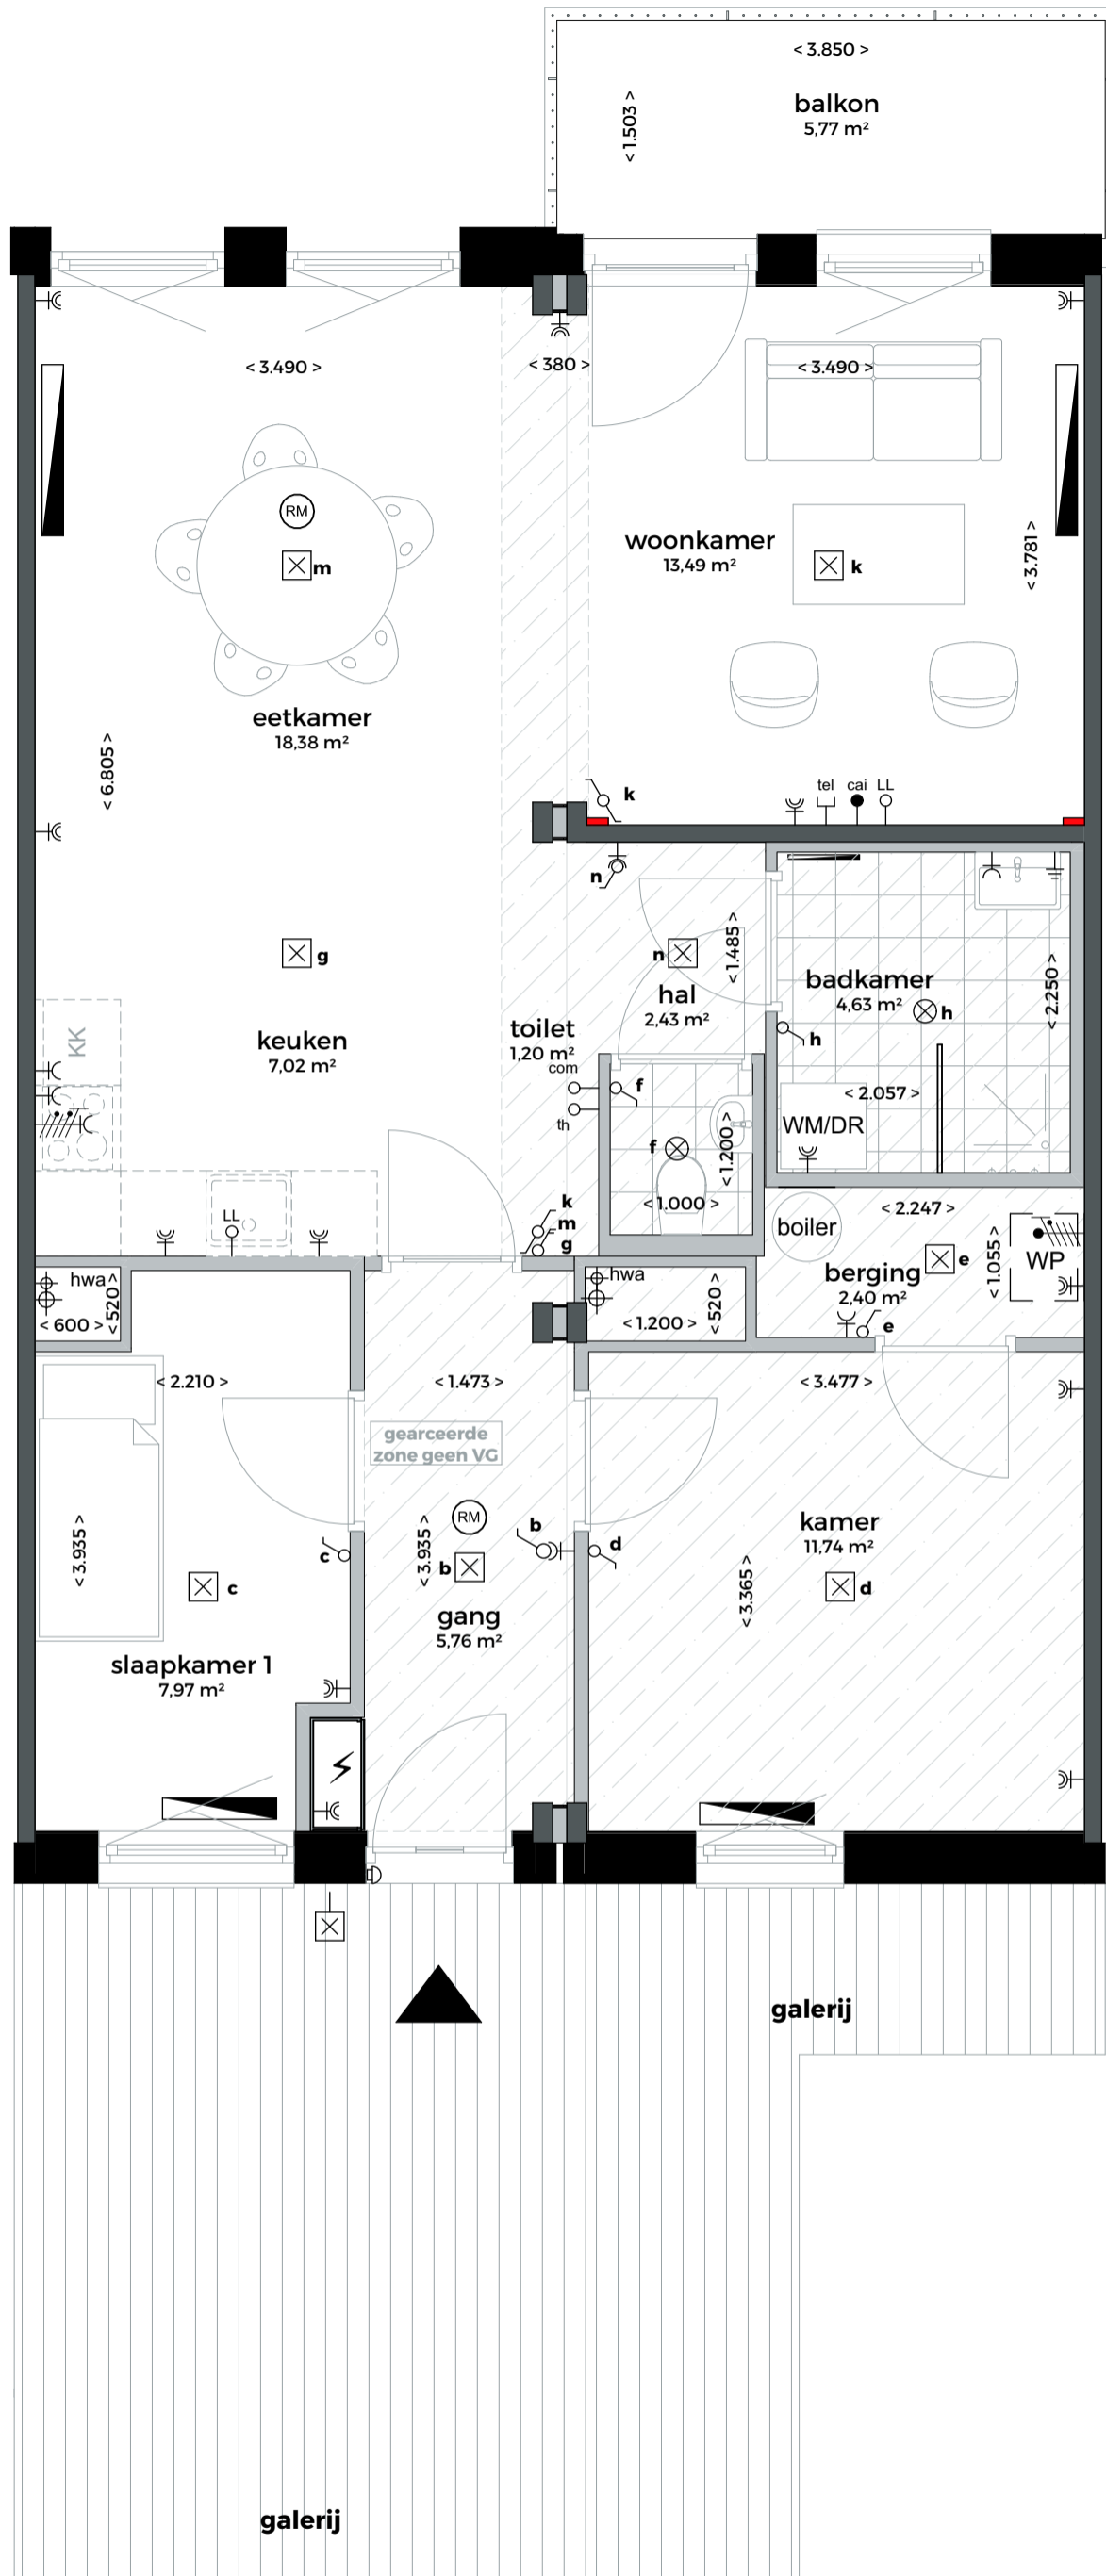 < 3.850 >
balkon
5,77 m²
< 1.503 >
< 3.490 >
< 380 >
< 3.490 >
RM
m
woonkamer
13,49 m²
k
< 3.781 >
eetkamer
18,38 m²
< 6.805 >
k
tel
cai
LL
n
g
n
< 1.485 >
hal
2,43 m²
badkamer
4,63 m²
h
< 2.250 >
KK
keuken
7,02 m²
toilet
1,20 m²
com
th
f
h
< 2.057 >
WM/DR
f
< 1.200 >
< 1.000 >
LL
k
m
g
boiler
< 2.247 >
< 1.055 >
WP
e
berging
2,40 m²
e
hwa
< 600 >
< 520 >
hwa
< 1.200 >
< 520 >
< 2.210 >
< 1.473 >
< 3.477 >
gearceerde
zone geen VG
< 3.935 >
c
c
RM
< 3.935 >
b
b
gang
5,76 m²
d
kamer
11,74 m²
d
< 3.365 >
slaapkamer 1
7,97 m²
galerij
galerij